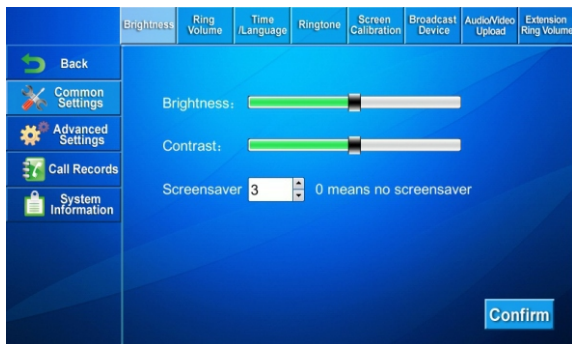 Brightness
Ring
Volume
Time
/Language
Ringtone
Screen
Calibration
Broadcast
Device
Audio/Video
Upload
Extension
Ring Volume
Back
Common
Settings
Advanced
Settings
Call Records
System
Information
Brightness:
Contrast:
Screensaver 3 0 means no screensaver
Confirm